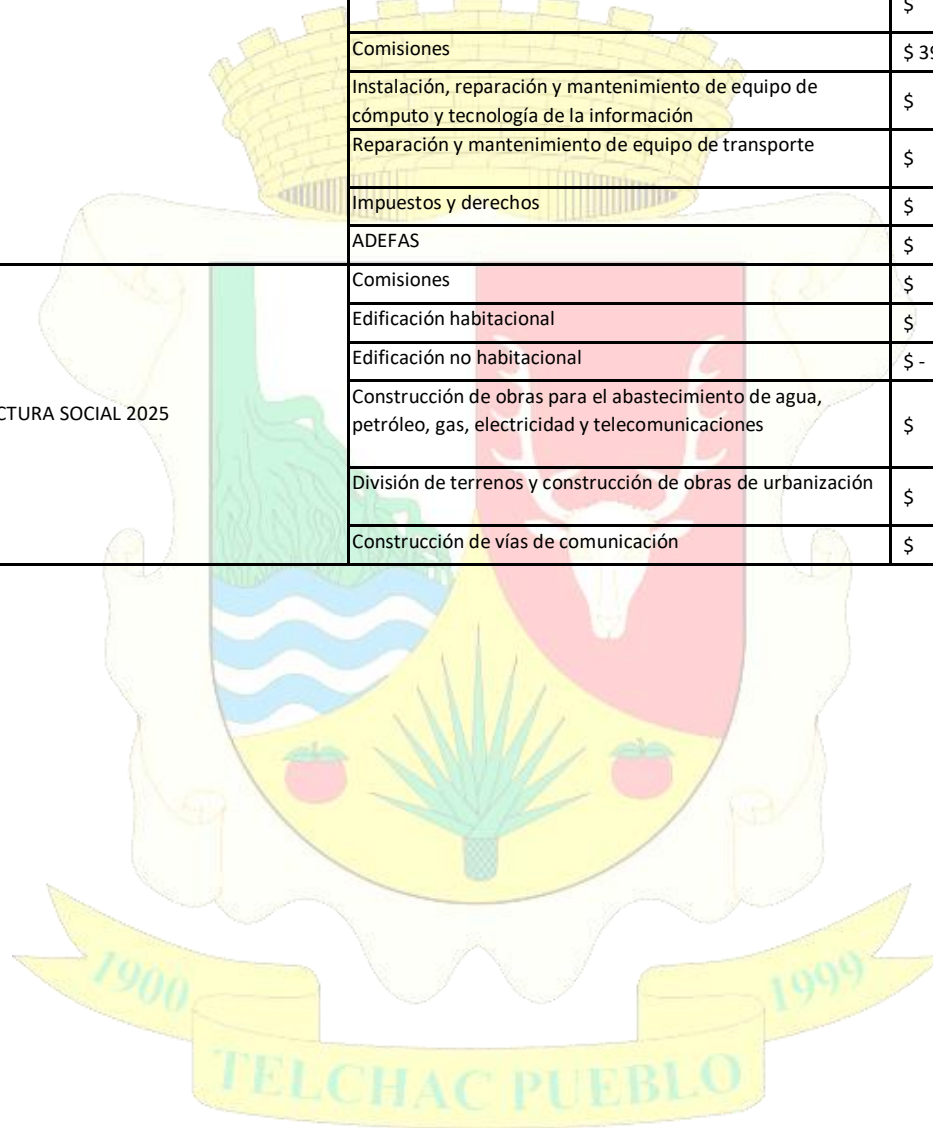 $
Comisiones $ 39
Instalación, reparación y mantenimiento de equipo de
cómputo y tecnología de la información $
Reparación y mantenimiento de equipo de transporte $
Impuestos y derechos $
ADEFAS $
Comisiones $
Edificación habitacional $
Edificación no habitacional $ -
CTURA SOCIAL 2025
Construcción de obras para el abastecimiento de agua,
petróleo, gas, electricidad y telecomunicaciones $
División de terrenos y construcción de obras de urbanización $
Construcción de vías de comunicación $
1900
1999
TELCHAC PUEBLO